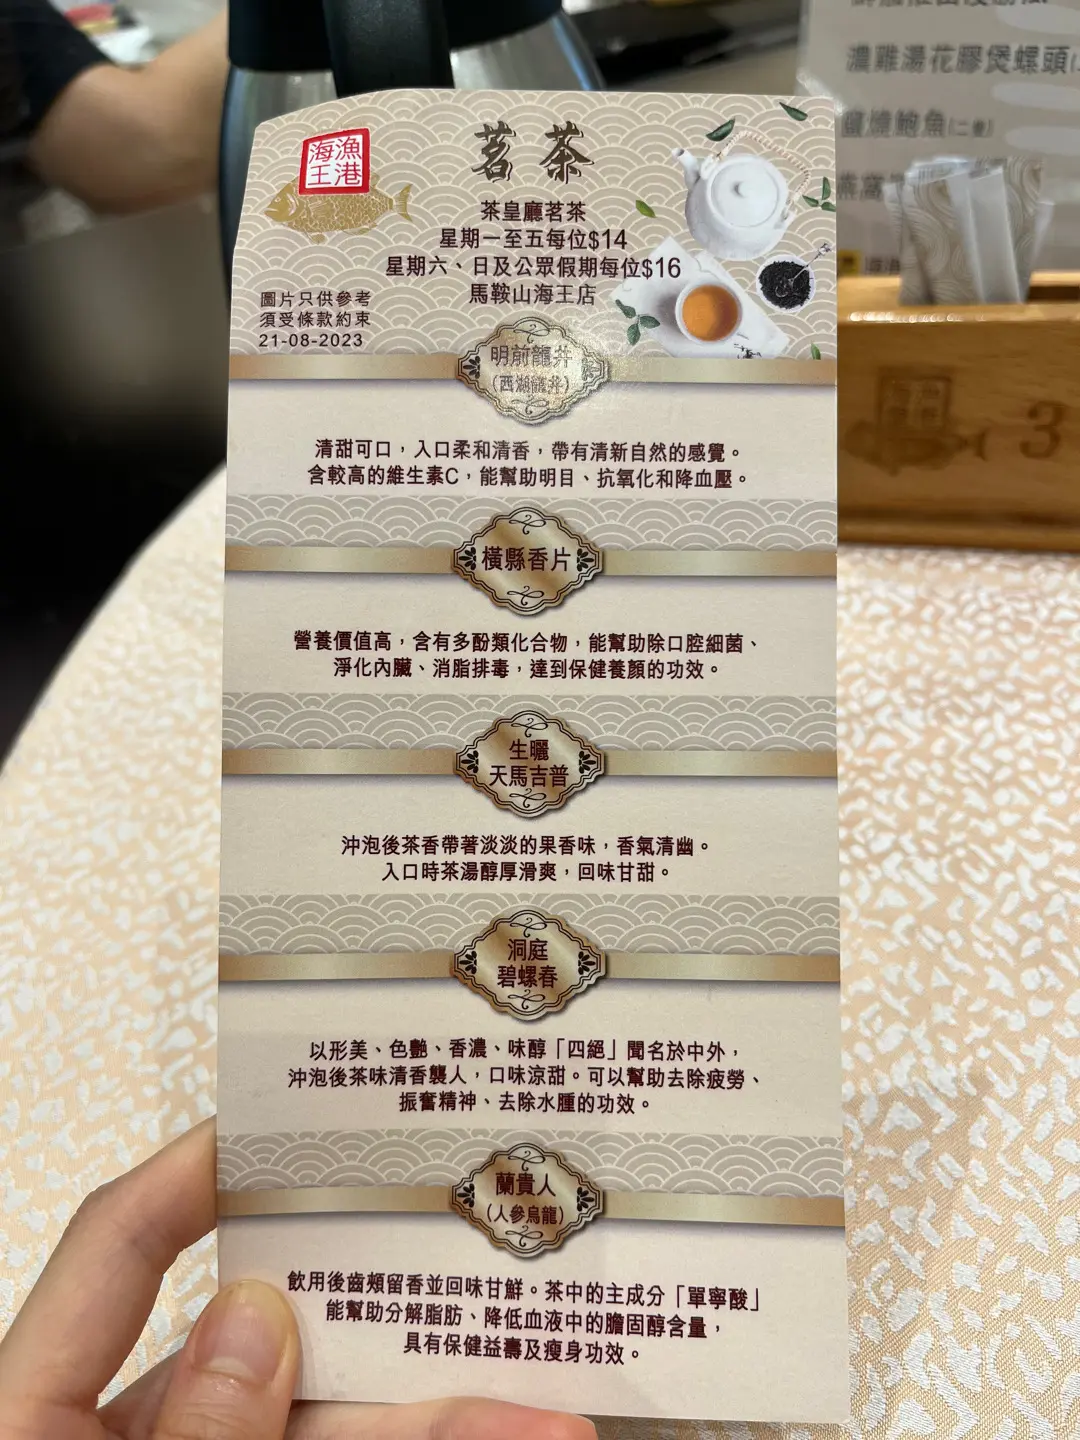 海漁
王港
茗茶
茶皇廳茗茶
星期一至五每位$14
星期六、日及公眾假期每位$16
馬鞍山海王店
圖片只供參考
須受條款約束
21-08-2023
明前龍井
(西湖龍井)
清甜可口，入口柔和清香，帶有清新自然的感覺。
含較高的維生素C，能幫助明目、抗氧化和降血壓。
橫縣香片
營養價值高，含有多酚類化合物，能幫助除口腔細菌、
淨化內臟、消脂排毒，達到保健養顏的功效。
生曬
天馬吉普
沖泡後茶香帶著淡淡的果香味，香氣清幽。
入口時茶湯醇厚滑爽，回味甘甜。
洞庭
碧螺春
以形美、色艷、香濃、味醇「四絕」聞名於中外，
沖泡後茶味清香襲人，口味涼甜。可以幫助去除疲勞、
振奮精神、去除水腫的功效。
蘭貴人
(人參烏龍)
飲用後齒頰留香並回味甘鮮。茶中的主成分「單寧酸」
能幫助分解脂肪、降低血液中的膽固醇含量，
具有保健益壽及瘦身功效。
濃雞湯花膠煲螺頭
燒鮑魚
燕窩
3